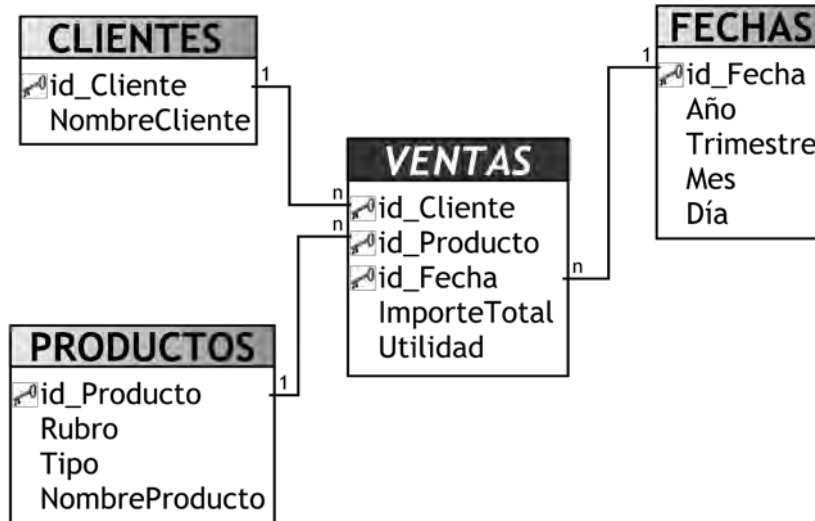 CLIENTES
id_Cliente
NombreCliente
1
FECHAS
1
id_Fecha
Año
Trimestre
Mes
Día
VENTAS
n
id_Cliente
n
id_Producto
id_Fecha
n
ImporteTotal
Utilidad
PRODUCTOS
id_Producto
1
Rubro
Tipo
NombreProducto